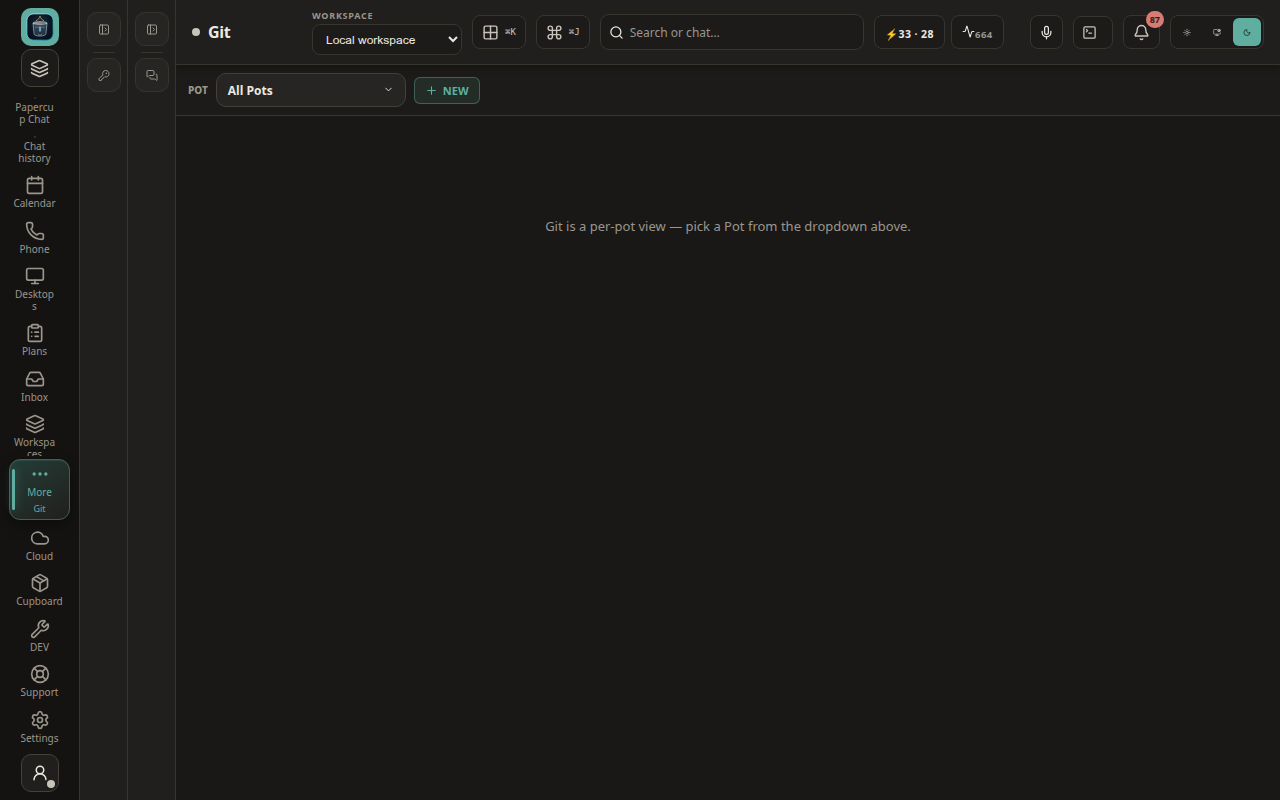 Papercu
p Chat
Chat
history
Calendar
Phone
Desktop
s
Plans
Inbox
Workspa
ces
More
Git
Cloud
Cupboard
DEV
Support
Settings
Git
WORKSPACE
Local workspace
⌘K
⌘J
Search or chat...
⚡33 · 28
664
87
POT
All Pots
+ NEW
Git is a per-pot view — pick a Pot from the dropdown above.